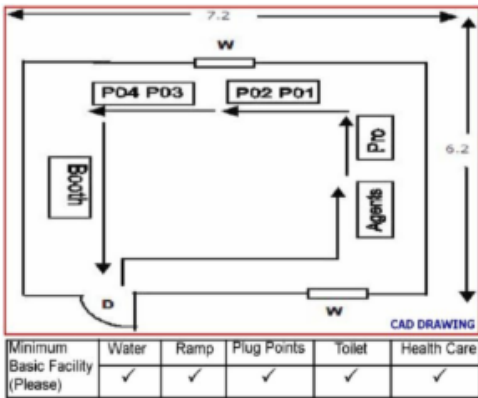 7.2
W
P04 P03
P02 P01
Pro
6.2
Booth
Agents
D
W
CAD DRAWING
Minimum Basic Facility (Please) Water Ramp Plug Points Toilet Health Care
✓ ✓ ✓ ✓ ✓